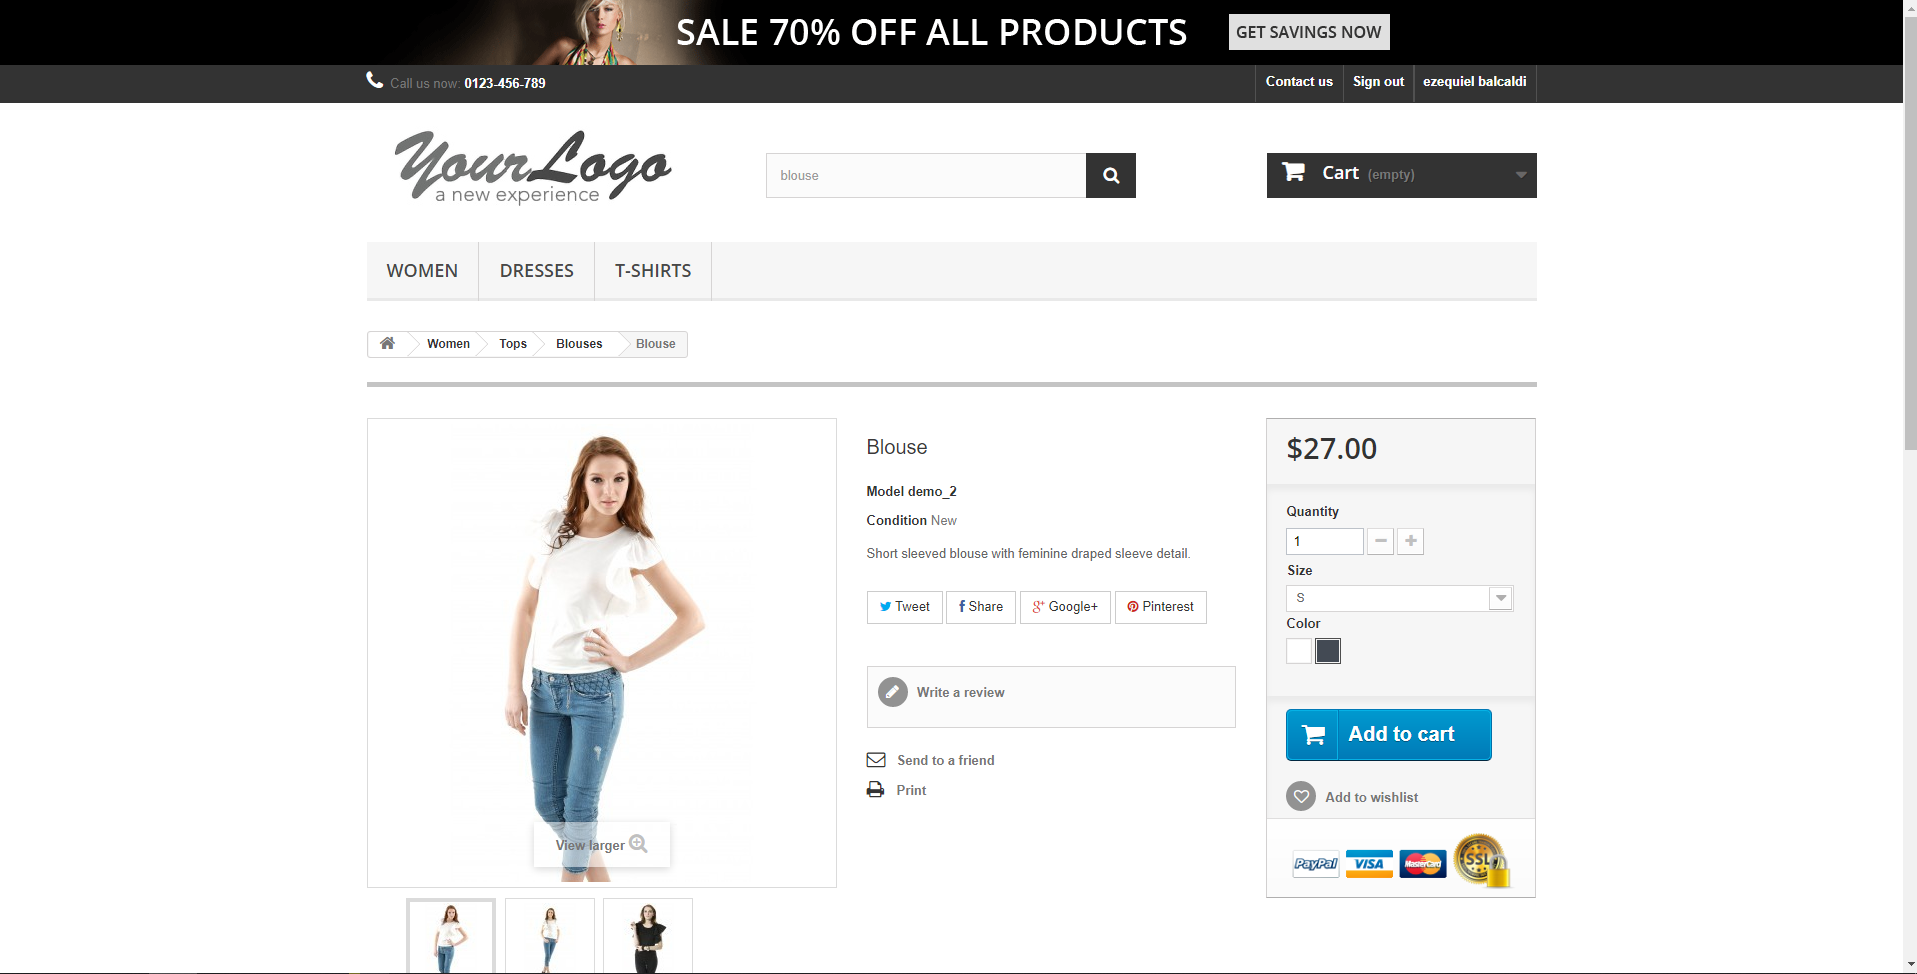 SALE 70% OFF ALL PRODUCTS GET SAVINGS NOW
Call us now: 0123-456-789 Contact us Sign out ezequiel balcaldi
YourLogo
a new experience
blouse
Cart (empty)
WOMEN DRESSES T-SHIRTS
Women Tops Blouses Blouse
Blouse
Model demo_2
Condition New
Short sleeved blouse with feminine draped sleeve detail.
Tweet Share Google+ Pinterest
Write a review
Send to a friend
Print
View larger
$27.00
Quantity
1
Size
S
Color
Add to cart
Add to wishlist
PayPal VISA MasterCard SSL